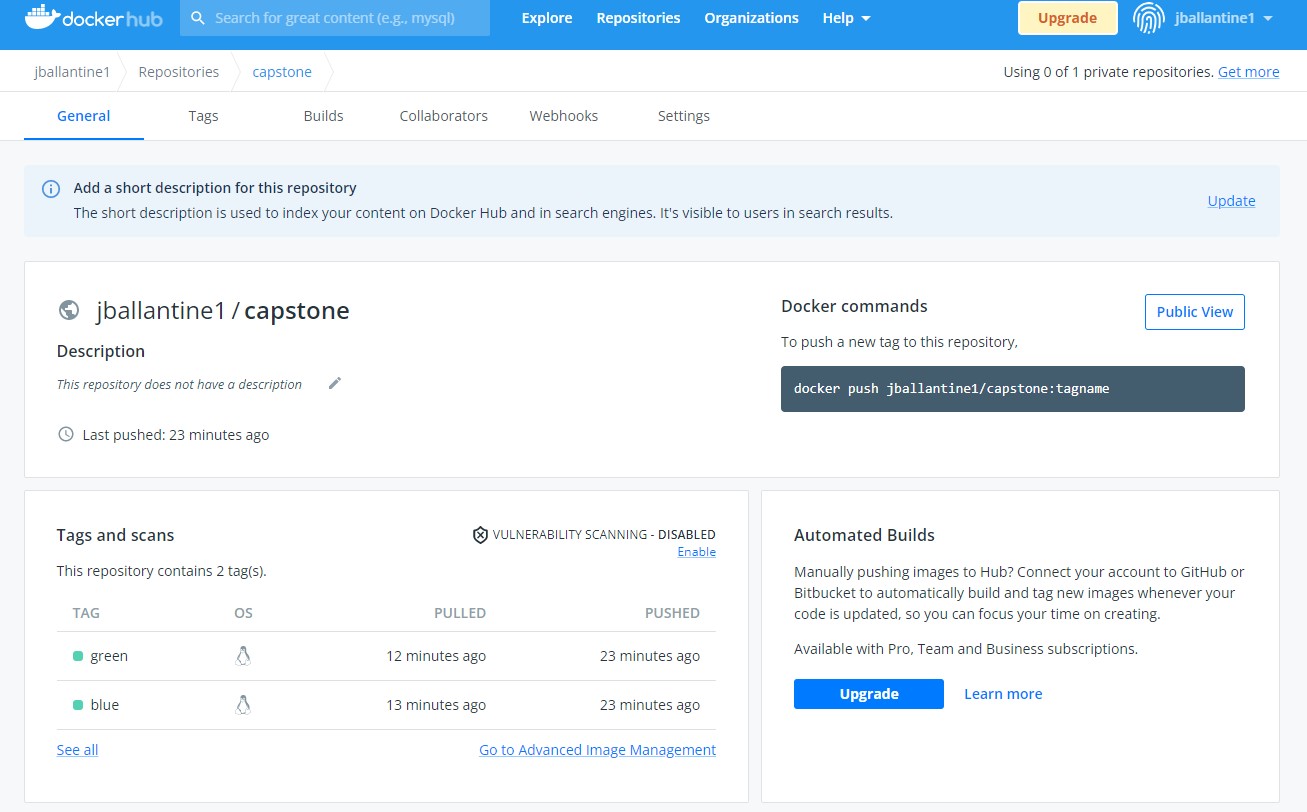 dockerhub
Search for great content (e.g., mysql)
Explore
Repositories
Organizations
Help
Upgrade
jballantine1
jballantine1
Repositories
capstone
Using 0 of 1 private repositories. Get more
General
Tags
Builds
Collaborators
Webhooks
Settings
Add a short description for this repository
The short description is used to index your content on Docker Hub and in search engines. It's visible to users in search results.
Update
jballantine1 / capstone
Description
This repository does not have a description
Last pushed: 23 minutes ago
Docker commands
Public View
To push a new tag to this repository,
docker push jballantine1/capstone:tagname
Tags and scans
VULNERABILITY SCANNING - DISABLED
Enable
This repository contains 2 tag(s).
TAG OS PULLED PUSHED
green 12 minutes ago 23 minutes ago
blue 13 minutes ago 23 minutes ago
See all
Go to Advanced Image Management
Automated Builds
Manually pushing images to Hub? Connect your account to GitHub or
Bitbucket to automatically build and tag new images whenever your
code is updated, so you can focus your time on creating.
Available with Pro, Team and Business subscriptions.
Upgrade
Learn more